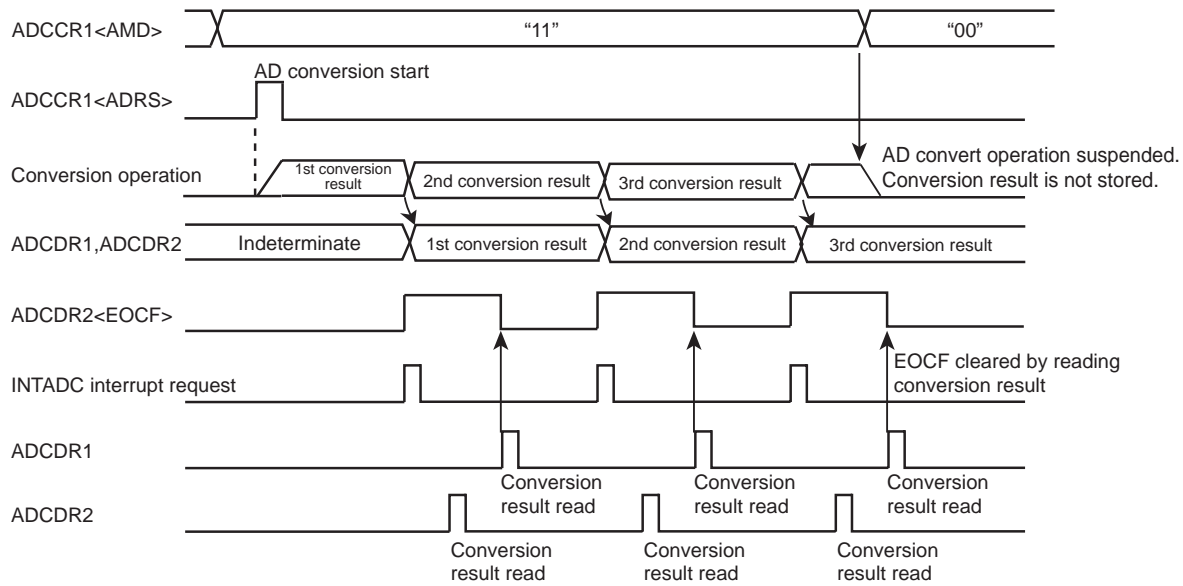 ADCCR1<AMD>
“11”
“00”
AD conversion start
ADCCR1<ADRS>
Conversion operation
1st conversion
result
2nd conversion result
3rd conversion result
AD convert operation suspended.
Conversion result is not stored.
ADCDR1,ADCDR2
Indeterminate
1st conversion result
2nd conversion result
3rd conversion result
ADCDR2<EOCF>
EOCF cleared by reading
conversion result
INTADC interrupt request
ADCDR1
Conversion
result read
Conversion
result read
Conversion
result read
ADCDR2
Conversion
result read
Conversion
result read
Conversion
result read